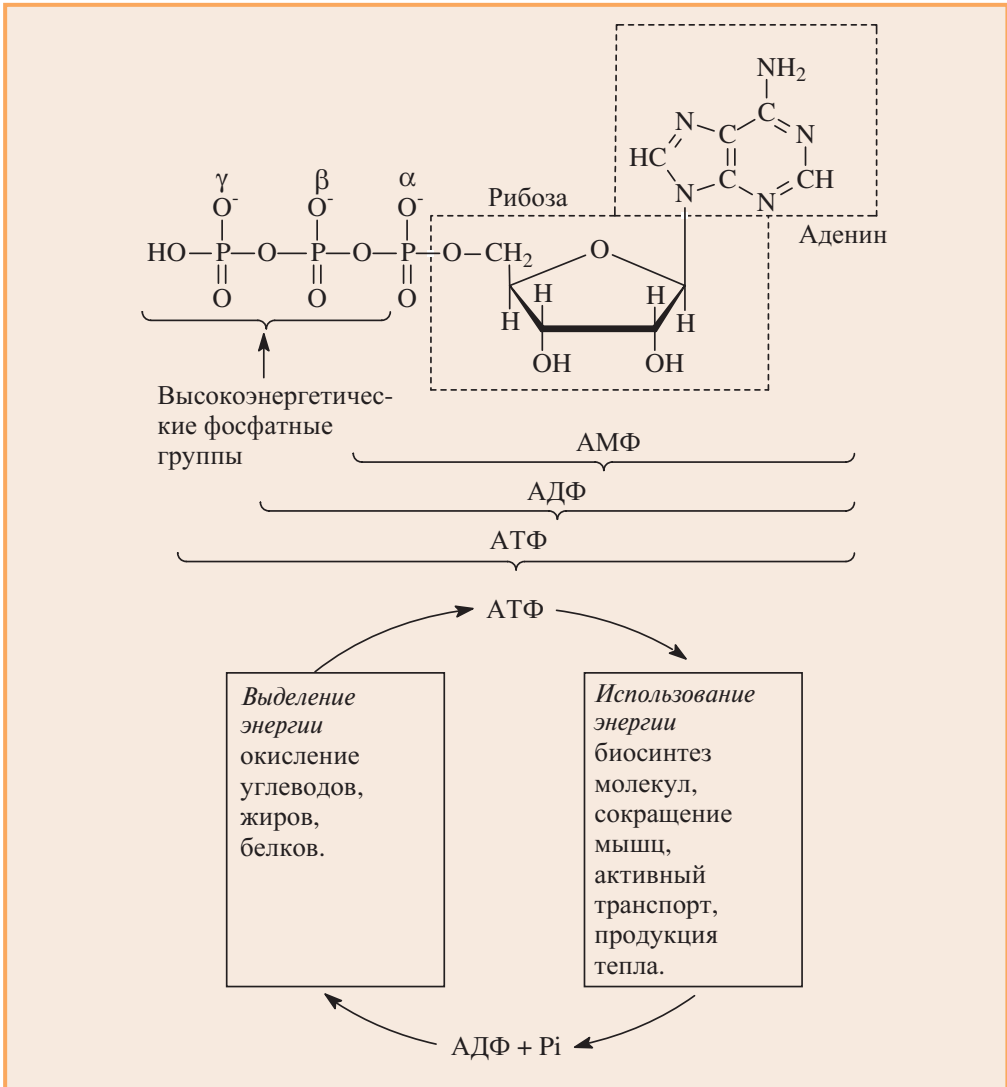 NH₂
N
C
C
N
HC
C
CH
N
N
Аденин
Рибоза
γ
β
α
O⁻
O⁻
O⁻
HO—P—O—P—O—P—O—CH₂
O
O
O
O
H
H
H
H
OH
OH
Высокоэнергетичес-
кие фосфатные
группы
АМФ
АДФ
АТФ
АТФ
Выделение
энергии
окисление
углеводов,
жиров,
белков.
Использование
энергии
биосинтез
молекул,
сокращение
мышц,
активный
транспорт,
продукция
тепла.
АДФ + Pi